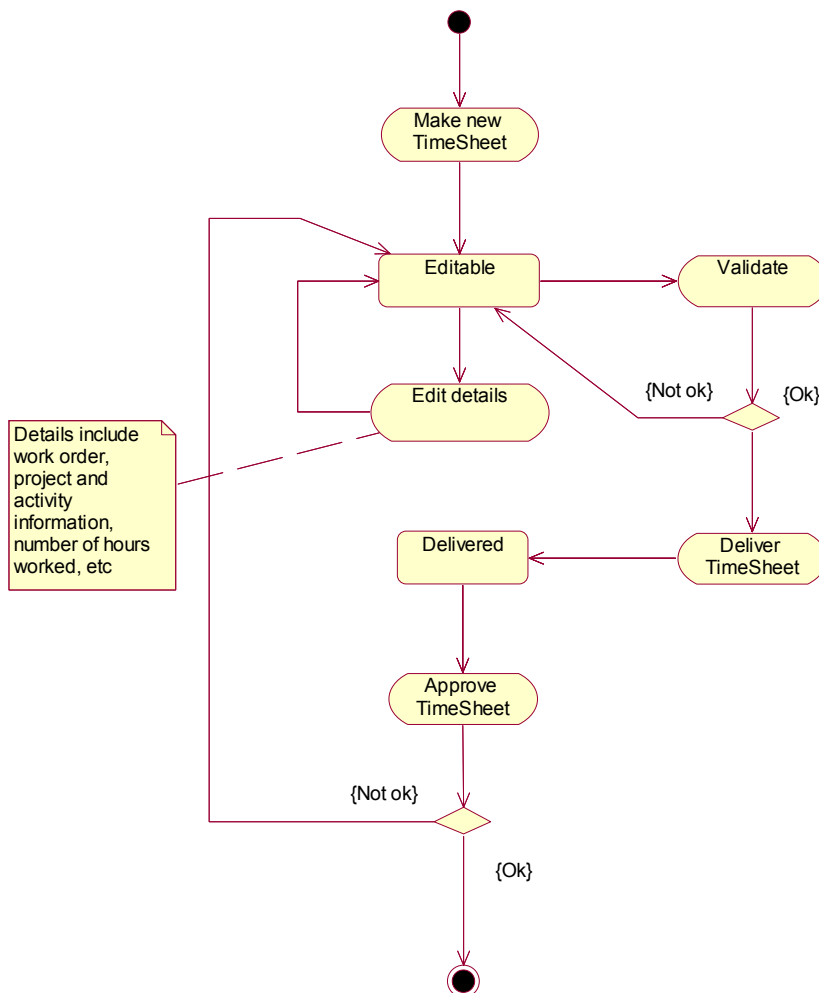 Make new
TimeSheet
Editable
Validate
Edit details
{Not ok}
{Ok}
Details include
work order,
project and
activity
information,
number of hours
worked, etc
Delivered
Deliver
TimeSheet
Approve
TimeSheet
{Not ok}
{Ok}